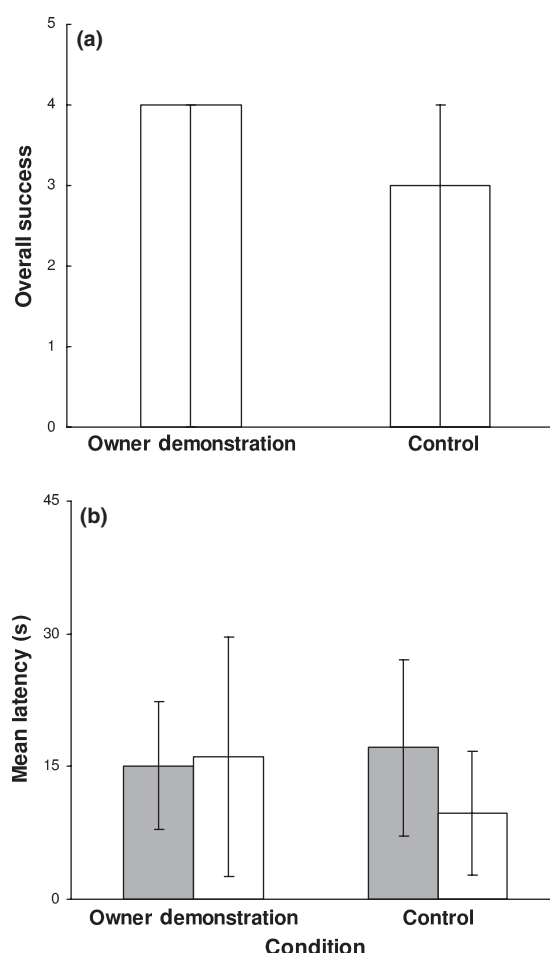 (a)
5
4
3
2
1
0
Overall success
Owner demonstration Control
(b)
45
30
15
0
Mean latency (s)
Owner demonstration Control
Condition